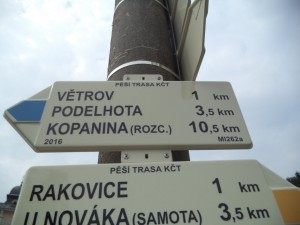 PĚŠÍ TRASA KČT
VĚTROV 1 km
PODELHOTA 3,5 km
KOPANINA (ROZC.) 10,5 km
2016 MI262a
PĚŠÍ TRASA KČT
RAKOVICE 1 km
U NOVÁKA (SAMOTA) 3,5 km